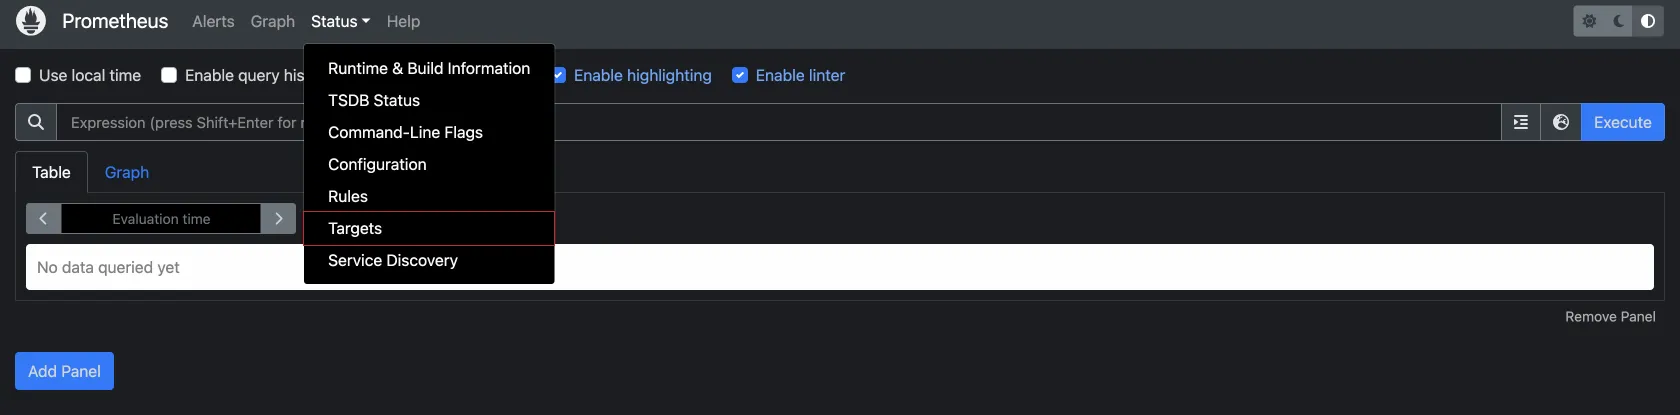 Prometheus Alerts Graph Status Help
Use local time Enable query his Enable highlighting Enable linter
Runtime & Build Information
TSDB Status
Command-Line Flags
Configuration
Rules
Targets
Service Discovery
Expression (press Shift+Enter for Execute
Table Graph
Evaluation time
No data queried yet
Remove Panel
Add Panel